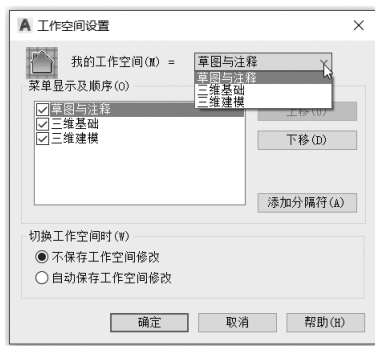 工作空间设置
我的工作空间(M) = 草图与注释
草图与注释
三维基础
三维建模
菜单显示及顺序(O)
草图与注释
三维基础
三维建模
上移(U)
下移(D)
添加分隔符(A)
切换工作空间时(W)
不保存工作空间修改
自动保存工作空间修改
确定 取消 帮助(H)